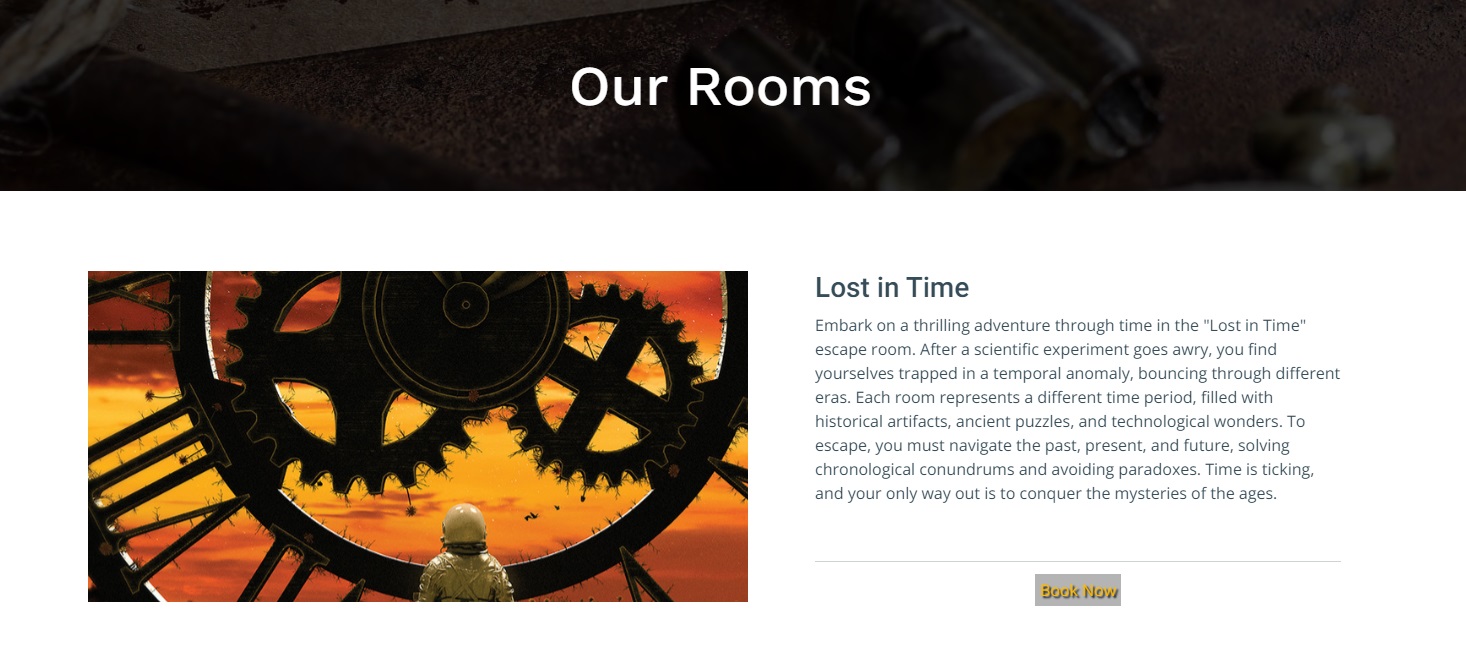 Our Rooms
Lost in Time
Embark on a thrilling adventure through time in the "Lost in Time"
escape room. After a scientific experiment goes awry, you find
yourselves trapped in a temporal anomaly, bouncing through different
eras. Each room represents a different time period, filled with
historical artifacts, ancient puzzles, and technological wonders. To
escape, you must navigate the past, present, and future, solving
chronological conundrums and avoiding paradoxes. Time is ticking,
and your only way out is to conquer the mysteries of the ages.
Book Now